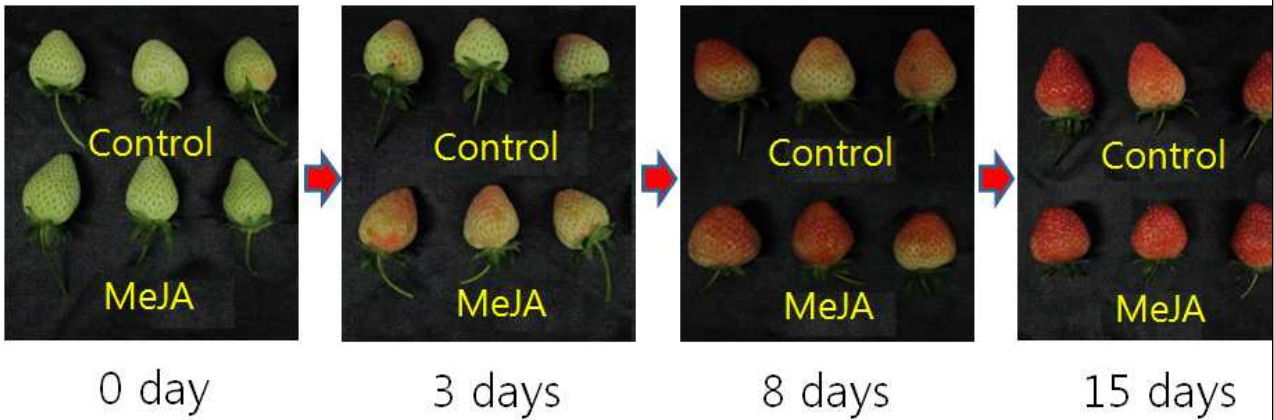 Control
MeJA
0 day
Control
MeJA
3 days
Control
MeJA
8 days
Control
MeJA
15 days